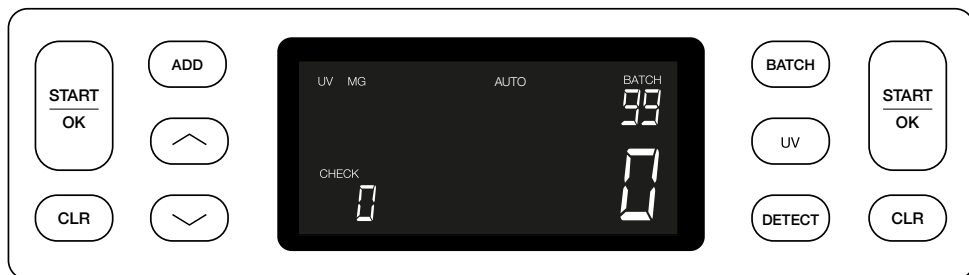 START
OK
CLR
ADD
UV MG AUTO BATCH
99
CHECK
0
0
BATCH
UV
DETECT
START
OK
CLR